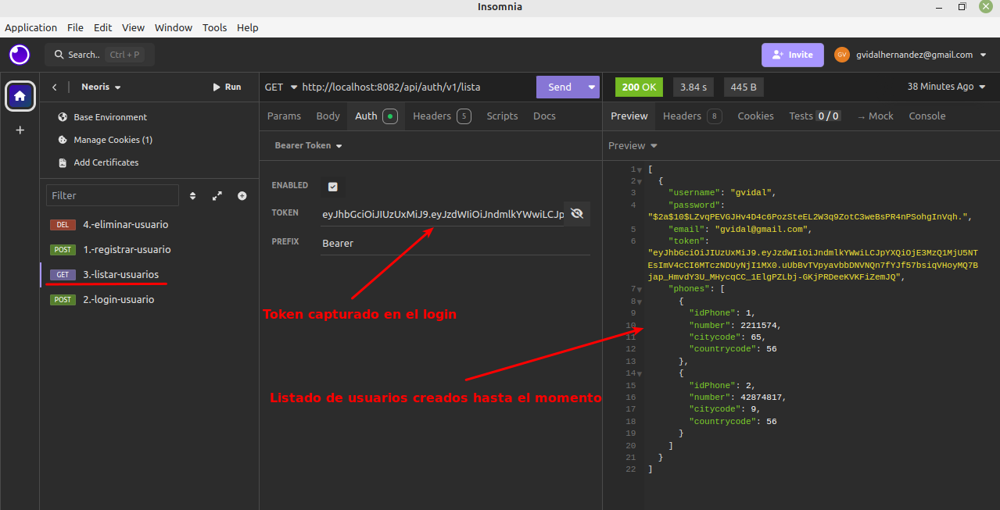 Insomnia
Application File Edit View Window Tools Help
Search.. Ctrl + P
Invite
GV gvidalhernandez@gmail.com
Neoris
Run
GET http://localhost:8082/api/auth/v1/lista
Send
200 OK 3.84 s 445 B
38 Minutes Ago
Base Environment
Manage Cookies (1)
Add Certificates
Filter
DEL 4.-eliminar-usuario
POST 1.-registrar-usuario
GET 3.-listar-usuarios
POST 2.-login-usuario
Params Body Auth Headers 5 Scripts Docs
Bearer Token
ENABLED
TOKEN eyJhbGciOiJIUzUxMiJ9.eyJzdWIiOiJndmlkYWwiLCJp
PREFIX Bearer
Token capturado en el login
Listado de usuarios creados hasta el momento
Preview Headers 8 Cookies Tests 0 / 0 → Mock Console
Preview
1 [
2 {
3 "username": "gvidal",
4 "password":
"$2a$10$LZvqPEVGJHv4D4c6PozSteEL2W3q9ZotC3weBsPR4nPSohgInVqh.",
5 "email": "gvidal@gmail.com",
6 "token":
"eyJhbGciOiJIUzUxMiJ9.eyJzdWIiOiJndmlkYWwiLCJpYXQiOjE3MzQ1MjU5NT
EsImV4cCI6MTczNDUyNjI1MX0.uUbBvTVpyavbbDNVNQn7fYJf57bsiqVHoyMQ7B
jap_HmvdY3U_MHycqCC_1ElgPZLbj-GKjPRDeeKVKFiZemJQ",
7 "phones": [
8 {
9 "idPhone": 1,
10 "number": 2211574,
11 "citycode": 65,
12 "countrycode": 56
13 },
14 {
15 "idPhone": 2,
16 "number": 42874817,
17 "citycode": 9,
18 "countrycode": 56
19 }
20 ]
21 }
22 ]